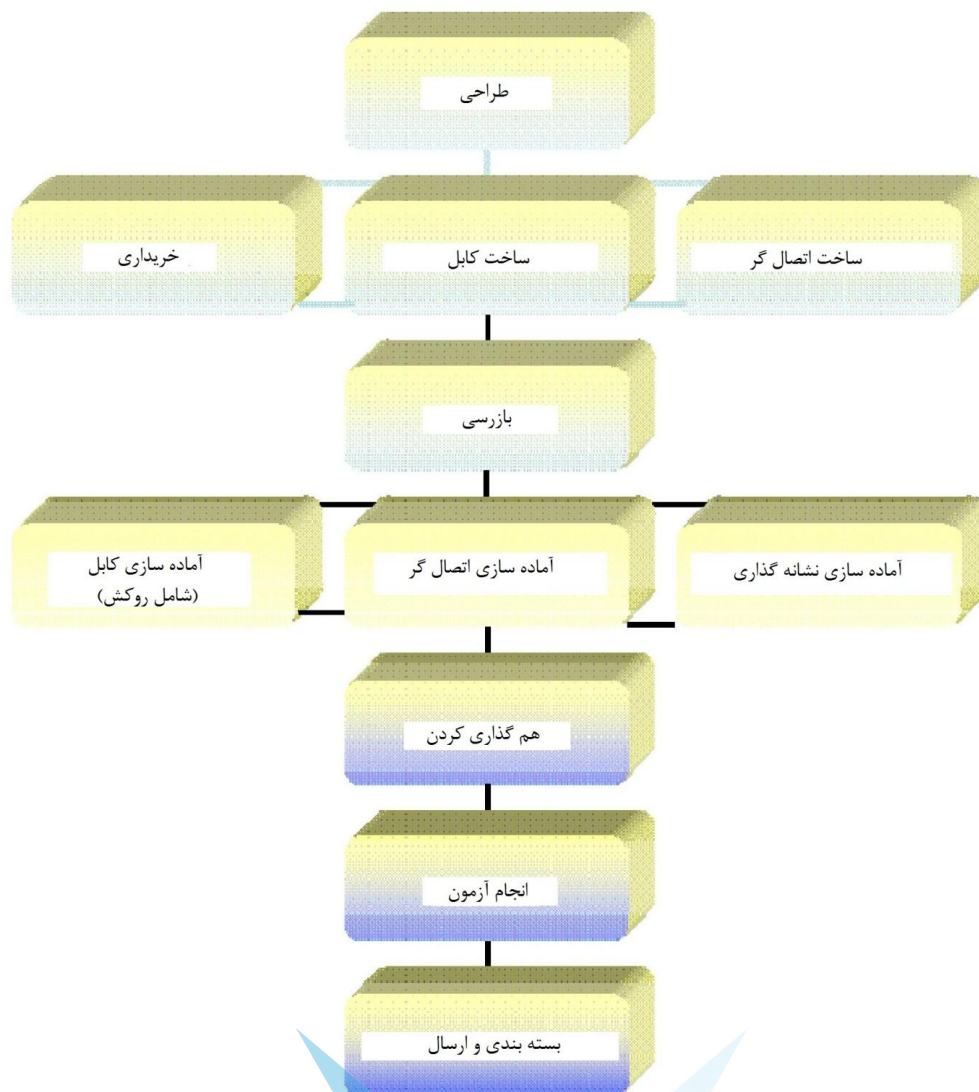 طراحی
ساخت اتصال گر
ساخت کابل
خریداری
بازرسی
آماده سازی نشانه گذاری
آماده سازی اتصال گر
آماده سازی کابل
(شامل روکش)
هم گذاری کردن
انجام آزمون
بسته بندی و ارسال